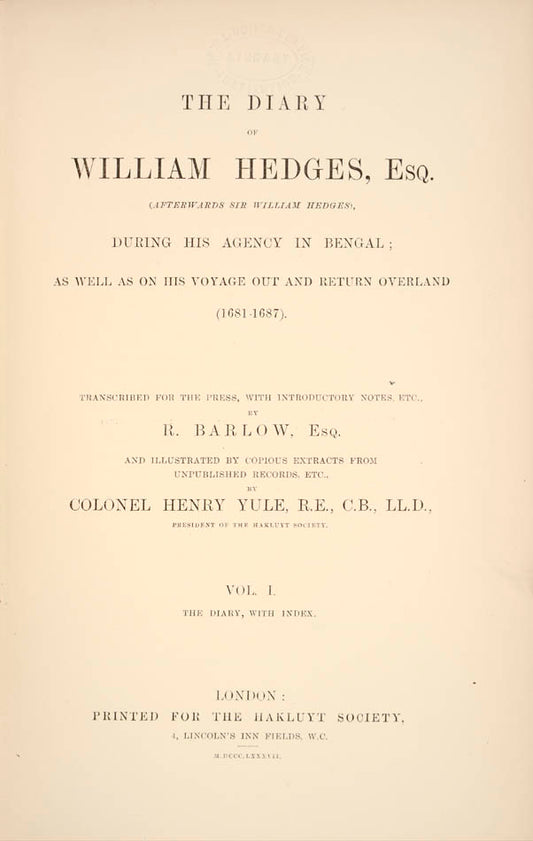 THE DIARY
OF
WILLIAM HEDGES, Esq.
(AFTERWARDS SIR WILLIAM HEDGES),
DURING HIS AGENCY IN BENGAL;
AS WELL AS ON HIS VOYAGE OUT AND RETURN OVERLAND
(1681-1687).
TRANSCRIBED FOR THE PRESS, WITH INTRODUCTORY NOTES, ETC.,
BY
R. BARLOW, Esq.
AND ILLUSTRATED BY COPIOUS EXTRACTS FROM
UNPUBLISHED RECORDS, ETC.,
BY
COLONEL HENRY YULE, R.E., C.B., LL.D.,
PRESIDENT OF THE HAKLUYT SOCIETY.
VOL. I.
THE DIARY, WITH INDEX.
LONDON:
PRINTED FOR THE HAKLUYT SOCIETY,
4, LINCOLN'S INN FIELDS, W.C.
M.DCCC.LXXXVII.